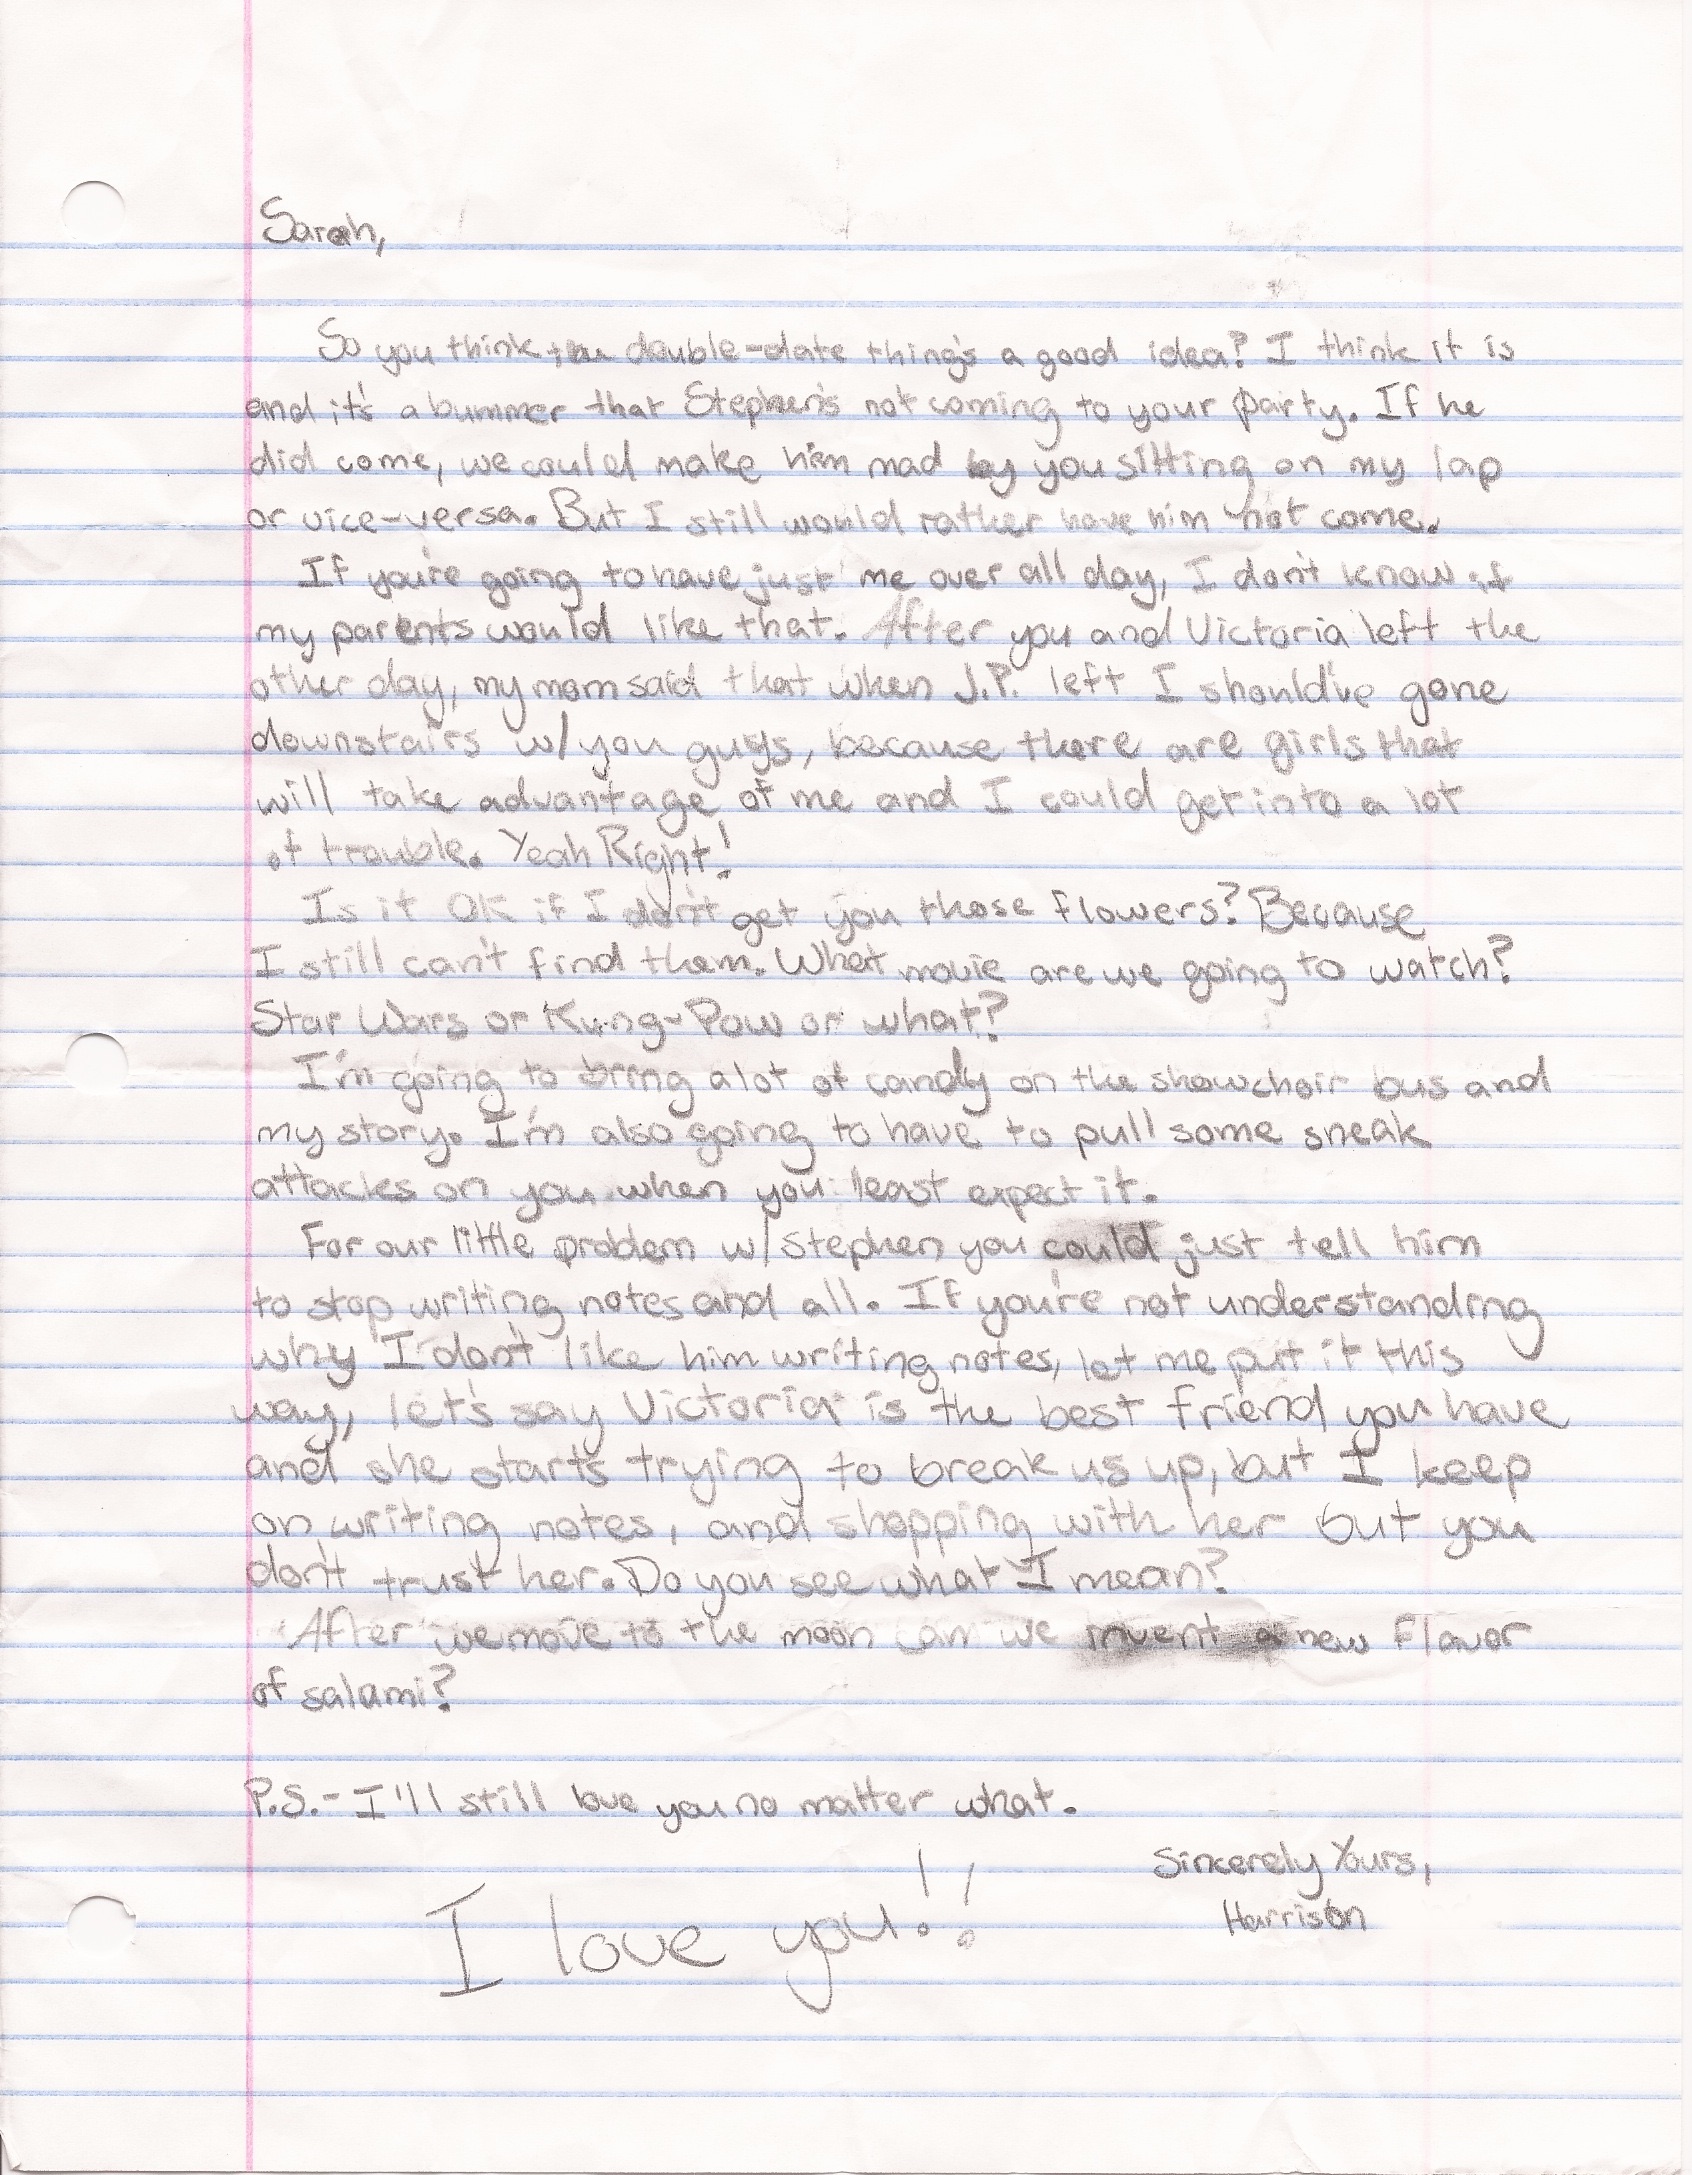 Sarah,
So you think double-date thing's a good idea? I think it is
and it's a bummer that Stephen's not coming to your party. If he
did come, we could make him mad by you sitting on my lap
or vice-versa. But I still would rather have him not come.
If you're going to have just me over all day, I don't know if
my parents would like that. After you and Victoria left the
other day, my mom said that when J.P. left I should've gone
downstairs w/ you guys, because there are girls that
will take advantage of me and I could get into a lot
of trouble. Yeah Right!
Is it OK if I don't get you those flowers? Because
I still can't find them. What movie are we going to watch?
Star Wars or Kung-Pow or what?
I'm going to bring a lot of candy on the showchoir bus and
my story. I'm also going to have to pull some sneak
attacks on you when you least expect it.
For our little problem w/ Stephen you could just tell him
to stop writing notes and all. If you're not understanding
why I don't like him writing notes, let me put it this
way, let's say Victoria is the best friend you have
and she starts trying to break us up, but I keep
on writing notes, and shopping with her but you
don't trust her. Do you see what I mean?
After we move to the moon can we invent a new flavor
of salami?
P.S.- I'll still love you no matter what.
Sincerely Yours,
Harrison
I love you!!